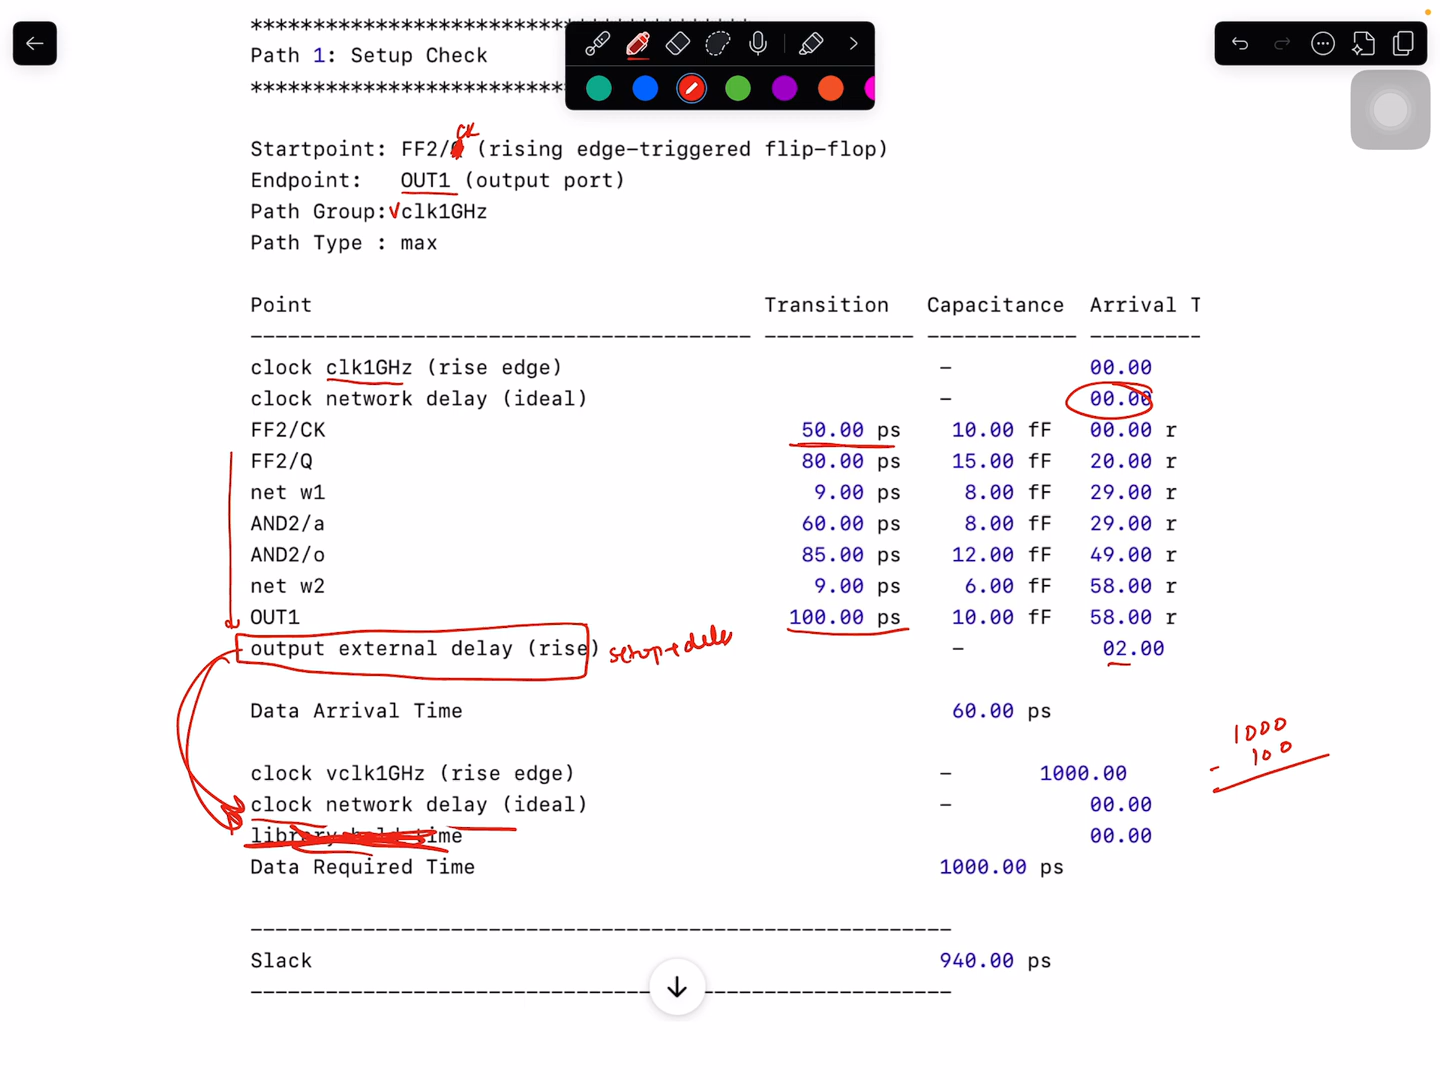 ************************************
Path 1: Setup Check
*************************
CK
Startpoint: FF2/ (rising edge-triggered flip-flop)
Endpoint: OUT1 (output port)
Path Group: vclk1GHz
Path Type : max
Point Transition Capacitance Arrival T
---------------------------------------- ------------ ------------ ---------
clock clk1GHz (rise edge) – 00.00
clock network delay (ideal) – 00.00
FF2/CK 50.00 ps 10.00 fF 00.00 r
FF2/Q 80.00 ps 15.00 fF 20.00 r
net w1 9.00 ps 8.00 fF 29.00 r
AND2/a 60.00 ps 8.00 fF 29.00 r
AND2/o 85.00 ps 12.00 fF 49.00 r
net w2 9.00 ps 6.00 fF 58.00 r
OUT1 100.00 ps 10.00 fF 58.00 r
output external delay (rise) setup + – 02.00
Data Arrival Time 60.00 ps
1000
- 100
clock vclk1GHz (rise edge) – 1000.00
clock network delay (ideal) – 00.00
library hold time 00.00
Data Required Time 1000.00 ps
--------------------------------------------------------
Slack 940.00 ps
--------------------------------------------------------